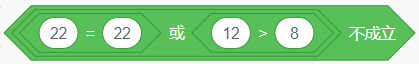 22 = 22 或 12 > 8 不成立